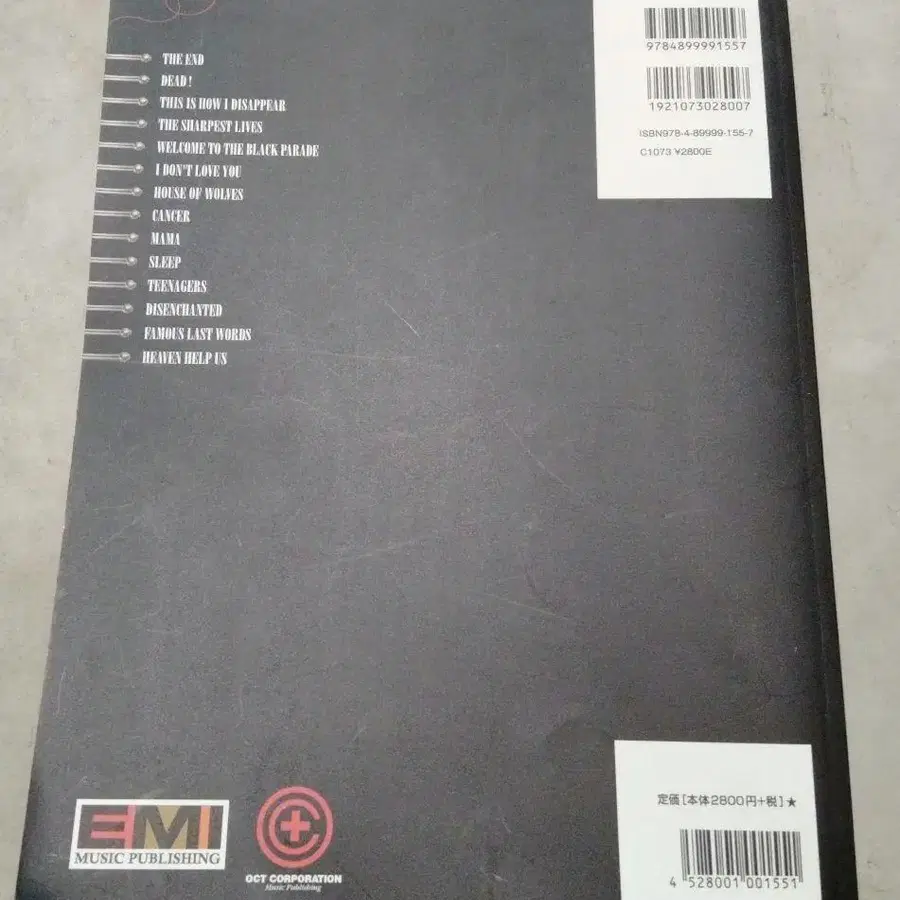 THE END
DEAD!
THIS IS HOW I DISAPPEAR
THE SHARPEST LIVES
WELCOME TO THE BLACK PARADE
I DON'T LOVE YOU
HOUSE OF WOLVES
CANCER
MAMA
SLEEP
TEENAGERS
DISENCHANTED
FAMOUS LAST WORDS
HEAVEN HELP US
9784899991557
1921073028007
ISBN978-4-89999-155-7
C1073 ¥2800E
EMI
MUSIC PUBLISHING
OCT CORPORATION
Music Publishing
定価[本体2800円+税]★
4 528001 001551